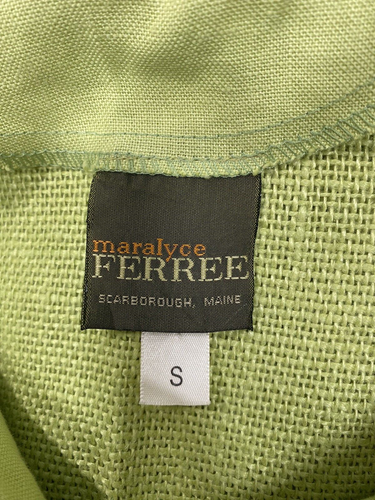 maralyce
FERREE
SCARBOROUGH, MAINE
S